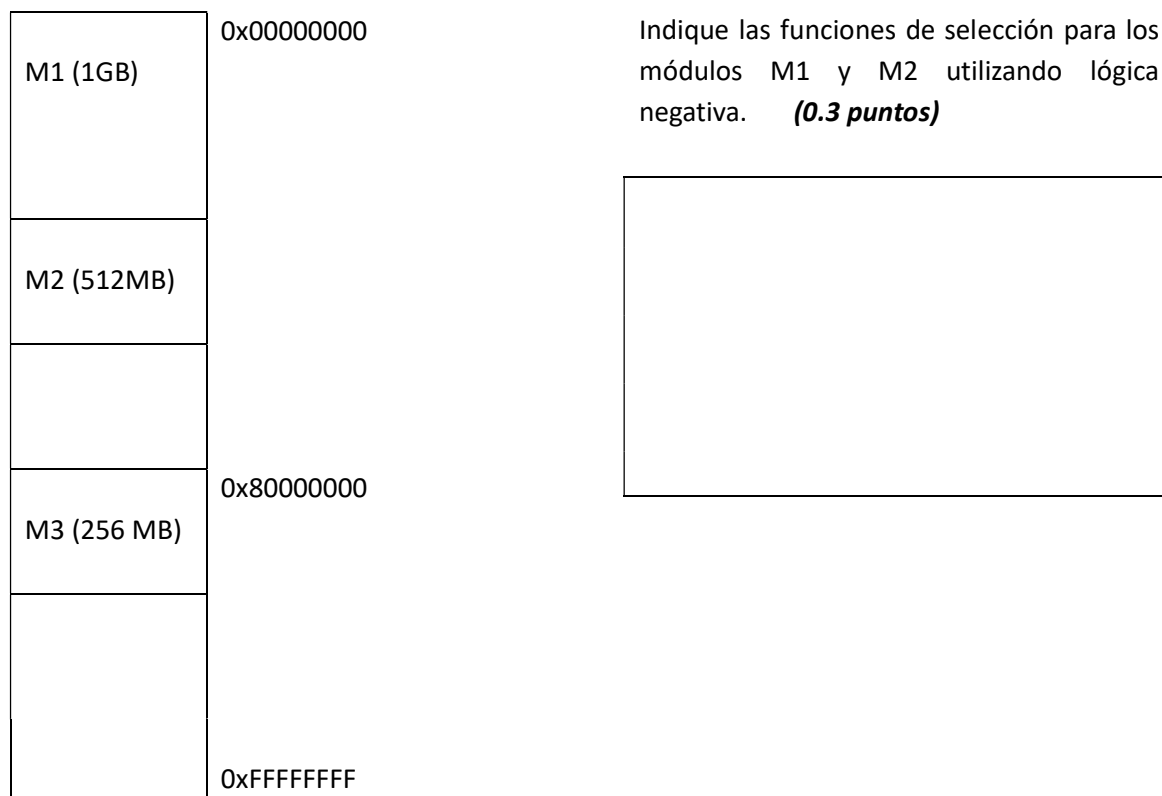 0x00000000
M1 (1GB)
M2 (512MB)
0x80000000
M3 (256 MB)
0xFFFFFFFF
Indique las funciones de selección para los
módulos M1 y M2 utilizando lógica
negativa. (0.3 puntos)